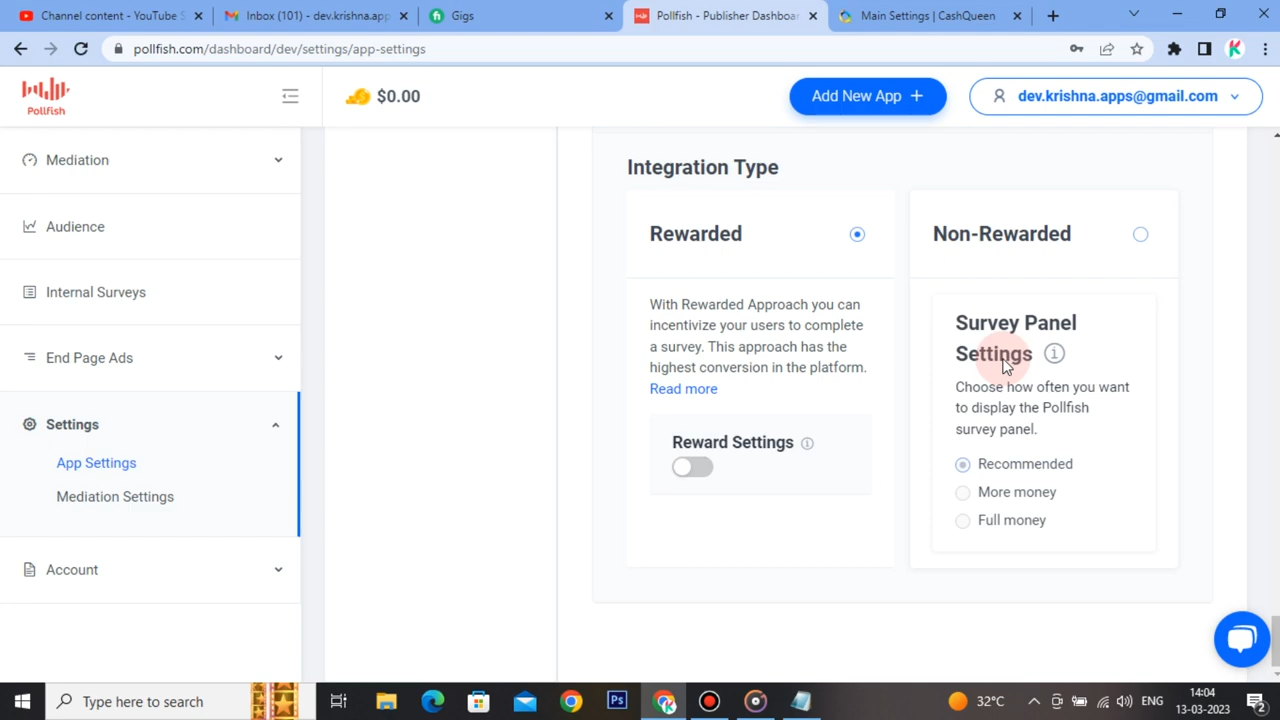 Channel content - YouTube S
Inbox (101) - dev.krishna.app
Gigs
Pollfish - Publisher Dashboa
Main Settings | CashQueen
pollfish.com/dashboard/dev/settings/app-settings
Pollfish
$0.00
Add New App +
dev.krishna.apps@gmail.com
Mediation
Audience
Internal Surveys
End Page Ads
Settings
App Settings
Mediation Settings
Account
Integration Type
Rewarded
With Rewarded Approach you can
incentivize your users to complete
a survey. This approach has the
highest conversion in the platform.
Read more
Reward Settings
Non-Rewarded
Survey Panel
Settings
Choose how often you want
to display the Pollfish
survey panel.
Recommended
More money
Full money
Type here to search
Ps
32°C
ENG
14:04
13-03-2023
2